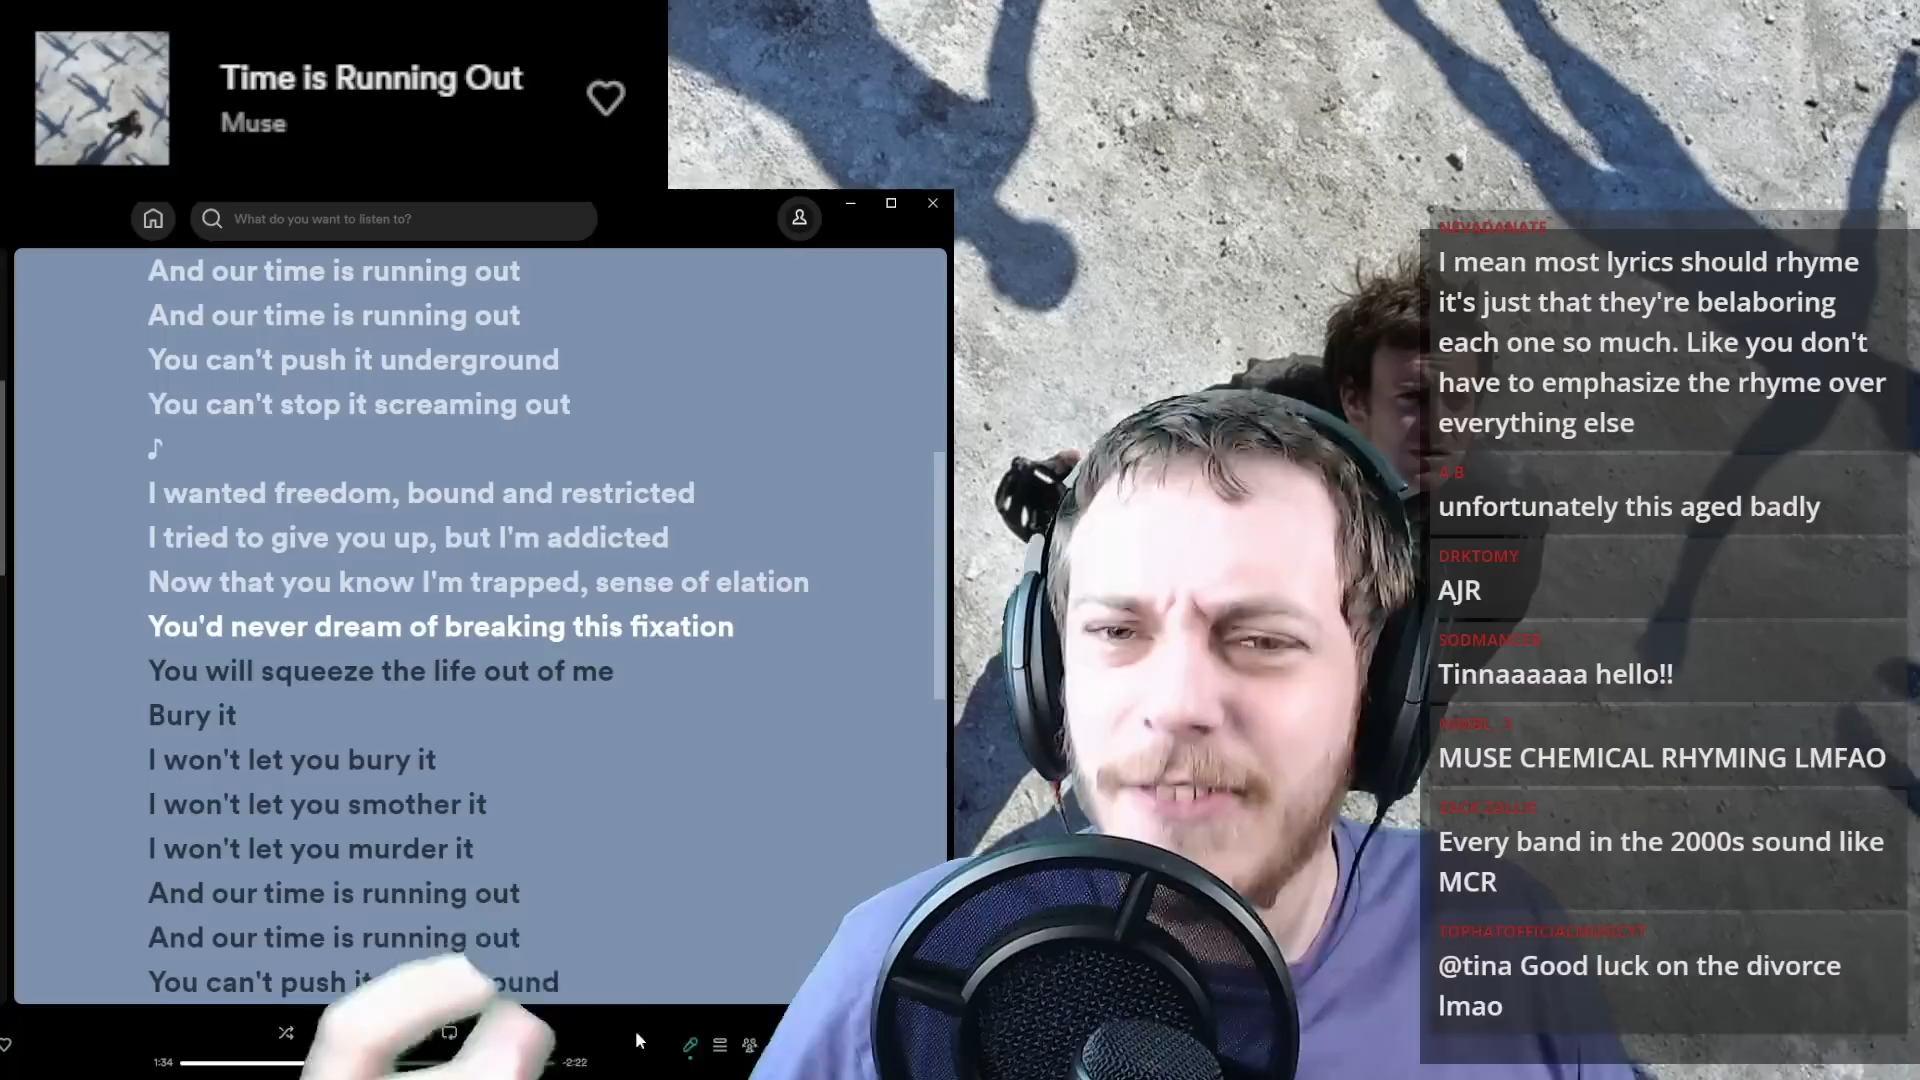 Time is Running Out
Muse
What do you want to listen to?
And our time is running out
And our time is running out
You can't push it underground
You can't stop it screaming out
♪
I wanted freedom, bound and restricted
I tried to give you up, but I'm addicted
Now that you know I'm trapped, sense of elation
You'd never dream of breaking this fixation
You will squeeze the life out of me
Bury it
I won't let you bury it
I won't let you smother it
I won't let you murder it
And our time is running out
And our time is running out
You can't push
1:34
-2:22
NEVADANATE
I mean most lyrics should rhyme
it's just that they're belaboring
each one so much. Like you don't
have to emphasize the rhyme over
everything else
A B
unfortunately this aged badly
DRKTOMY
AJR
SODMANCER
Tinnaaaaaa hello!!
MUSE CHEMICAL RHYMING LMFAO
Every band in the 2000s sound like
MCR
TOPHATOFFICIALMUSICYT
@tina Good luck on the divorce
lmao